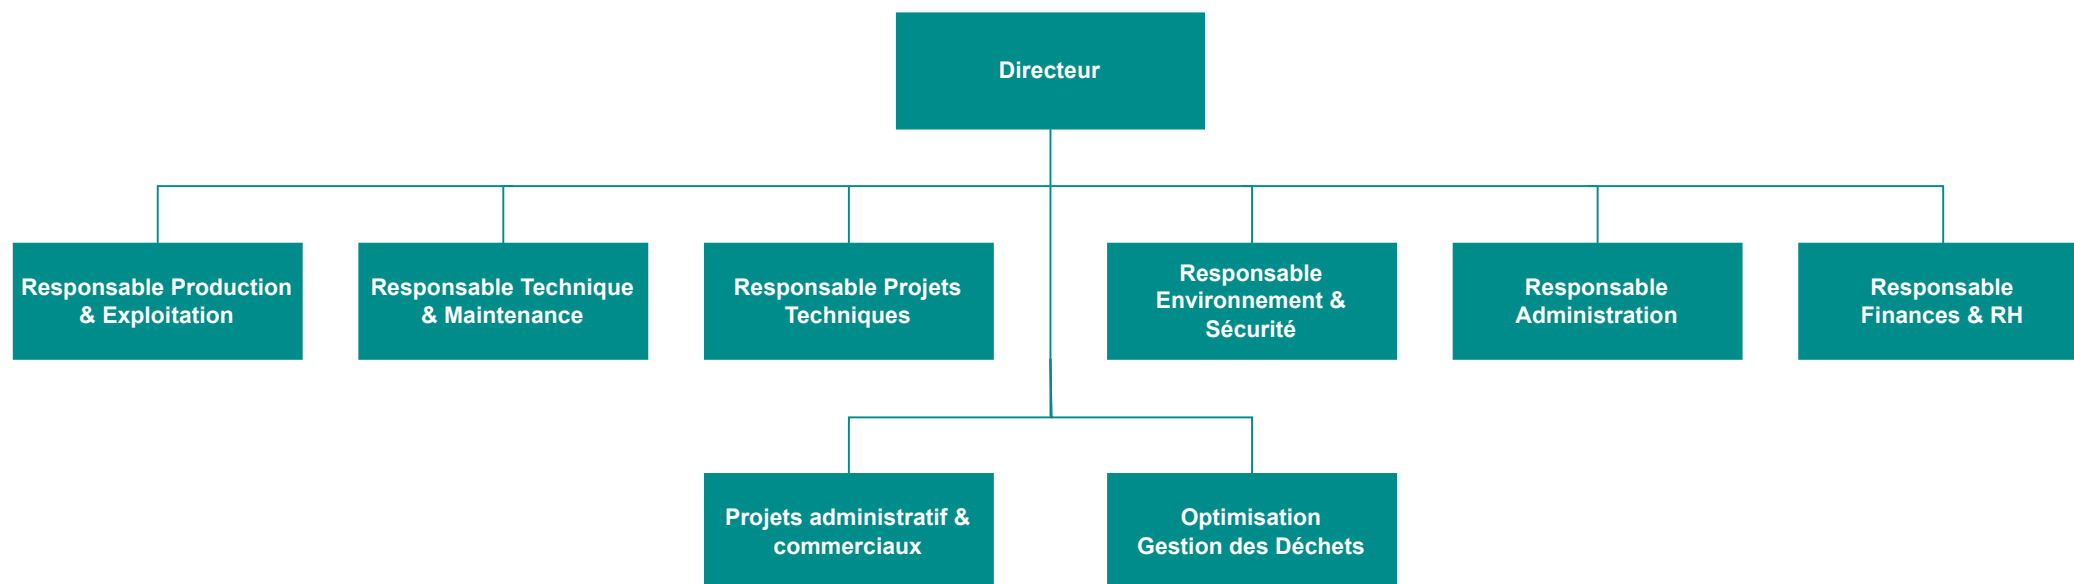 Directeur
Responsable Production
& Exploitation
Responsable Technique
& Maintenance
Responsable Projets
Techniques
Responsable
Environnement &
Sécurité
Responsable
Administration
Responsable
Finances & RH
Projets administratif &
commerciaux
Optimisation
Gestion des Déchets